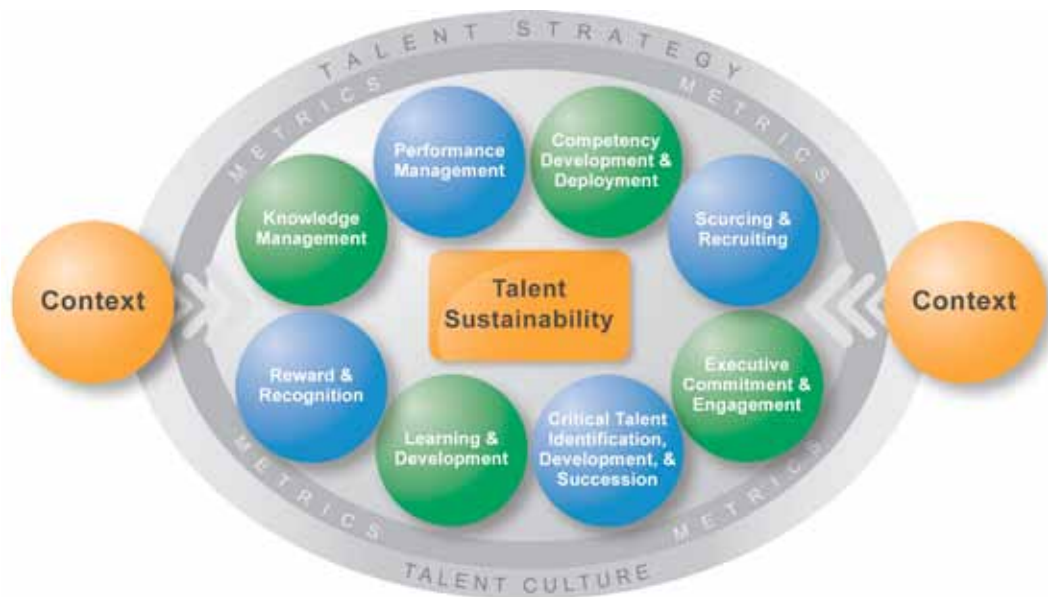 TALENT STRATEGY
METRICS
METRICS
Performance
Management
Competency
Development &
Deployment
Knowledge
Management
Sourcing &
Recruiting
Context
Talent
Sustainability
Context
Reward &
Recognition
Executive
Commitment &
Engagement
Learning &
Development
Critical Talent
Identification,
Development, &
Succession
METRICS
METRICS
TALENT CULTURE